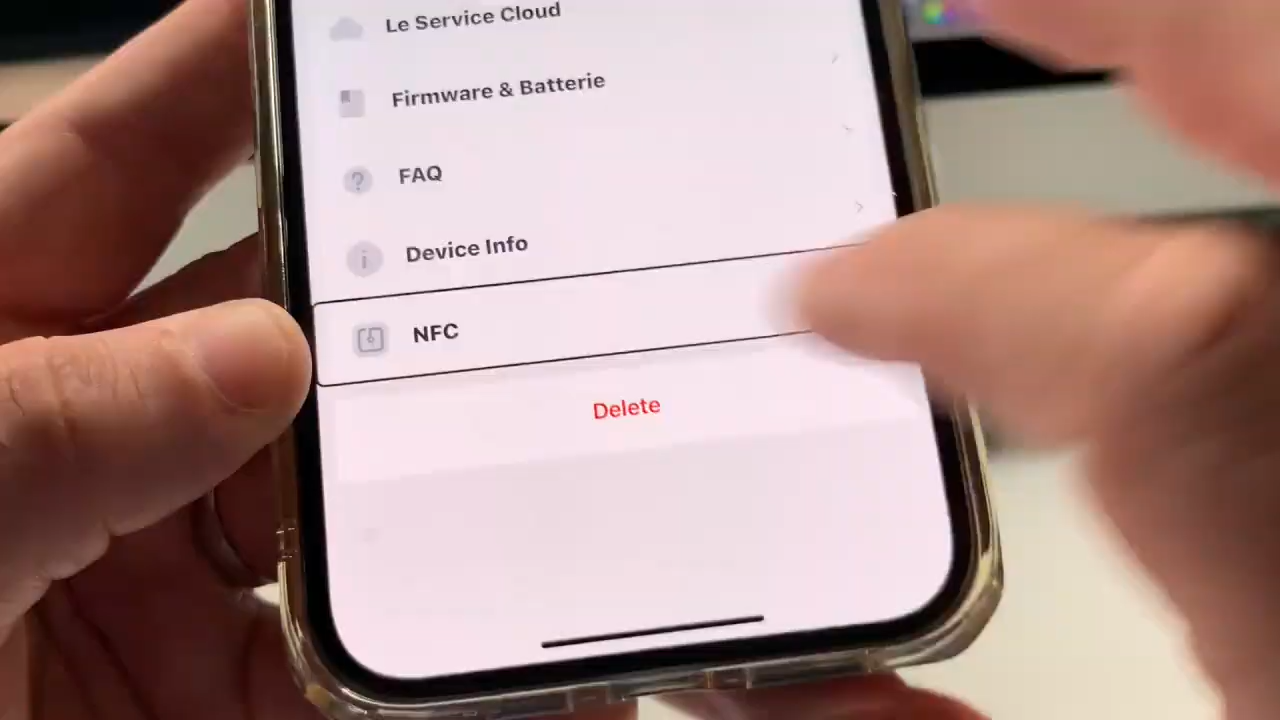 Le Service Cloud
Firmware & Batterie
FAQ
Device Info
NFC
Delete